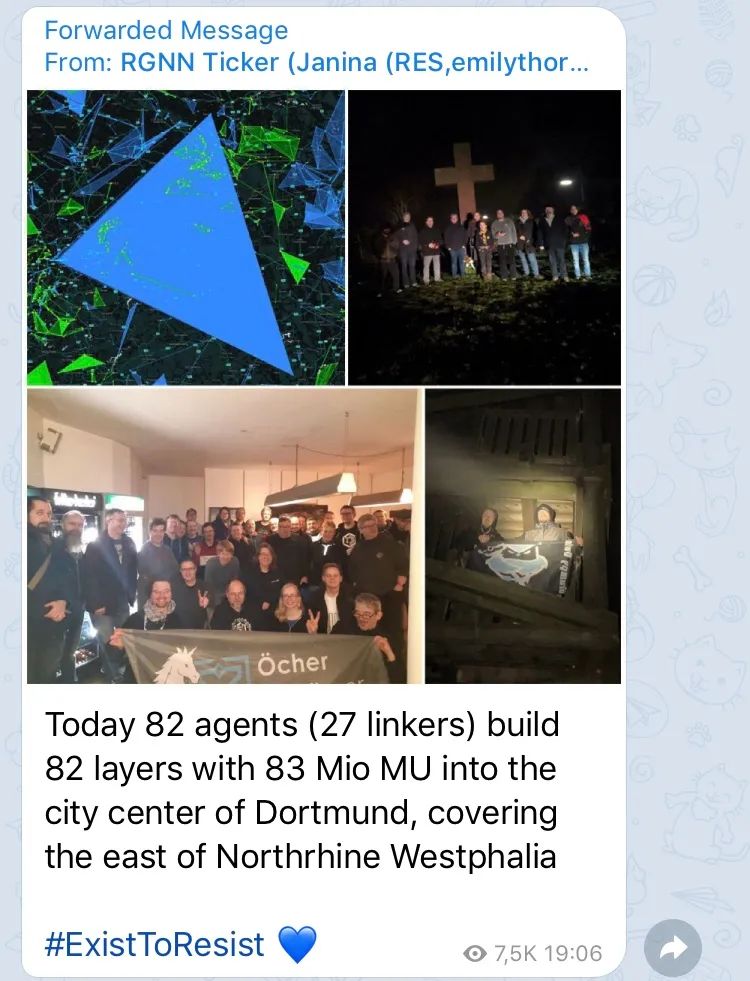 Forwarded Message
From: RGNN Ticker (Janina (RES,emilythor...
Öcher
Today 82 agents (27 linkers) build
82 layers with 83 Mio MU into the
city center of Dortmund, covering
the east of Northrhine Westphalia
#ExistToResist 💙
7,5K 19:06